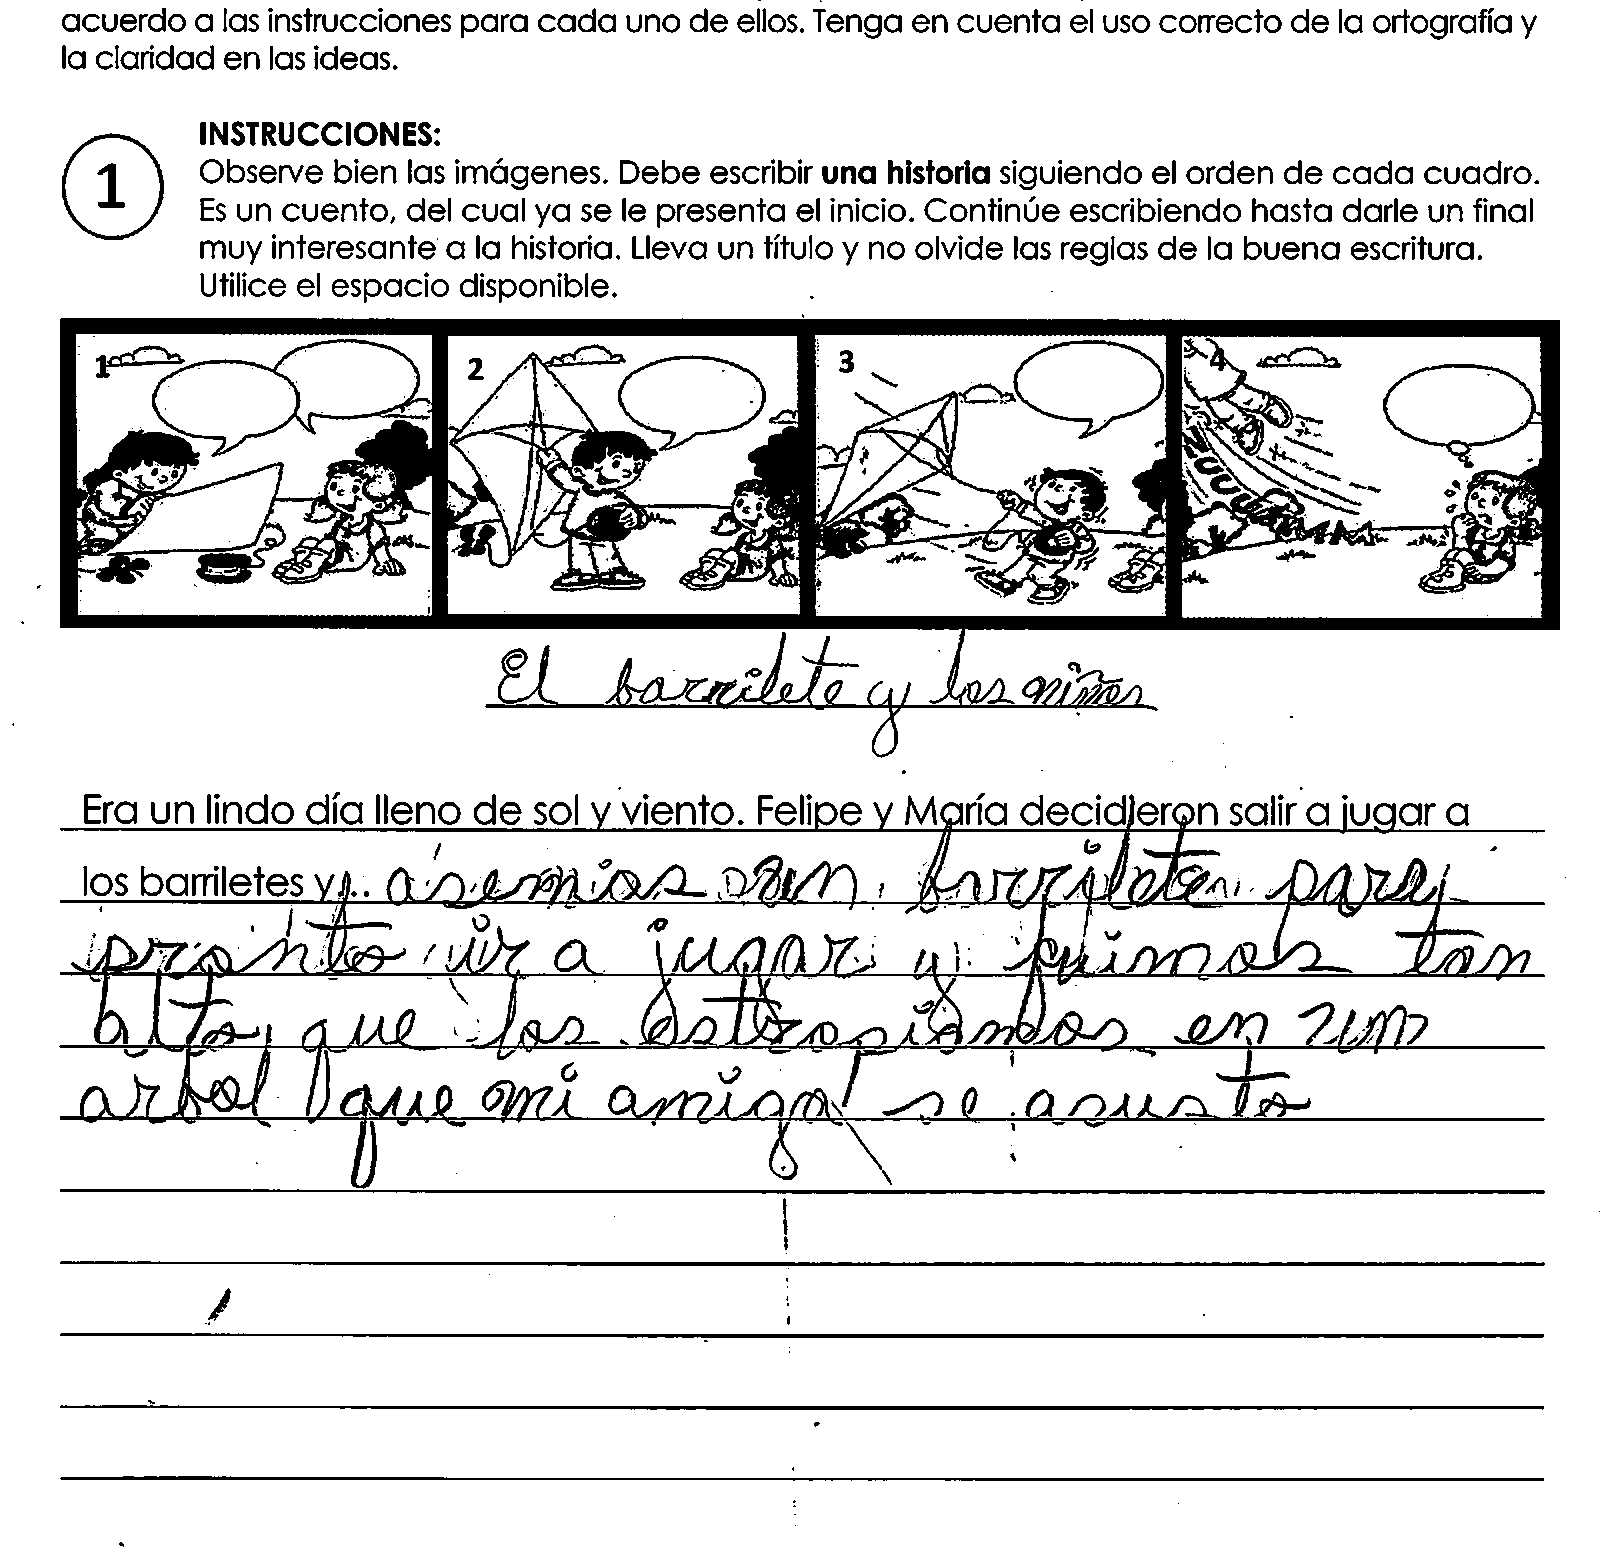 acuerdo a las instrucciones para cada uno de ellos. Tenga en cuenta el uso correcto de la ortografía y
la claridad en las ideas.
1
INSTRUCCIONES:
Observe bien las imágenes. Debe escribir una historia siguiendo el orden de cada cuadro.
Es un cuento, del cual ya se le presenta el inicio. Continúe escribiendo hasta darle un final
muy interesante a la historia. Lleva un título y no olvide las reglas de la buena escritura.
Utilice el espacio disponible.
1 2 3 4
ZUUUUMMMM
El barrilete y los niños
Era un lindo día lleno de sol y viento. Felipe y María decidieron salir a jugar a
los barriletes y... asemios un barrilete para
pronto ir a jugar y fuimos tan
alto que los estropiamos en um
arbol que mi amiga se asusto